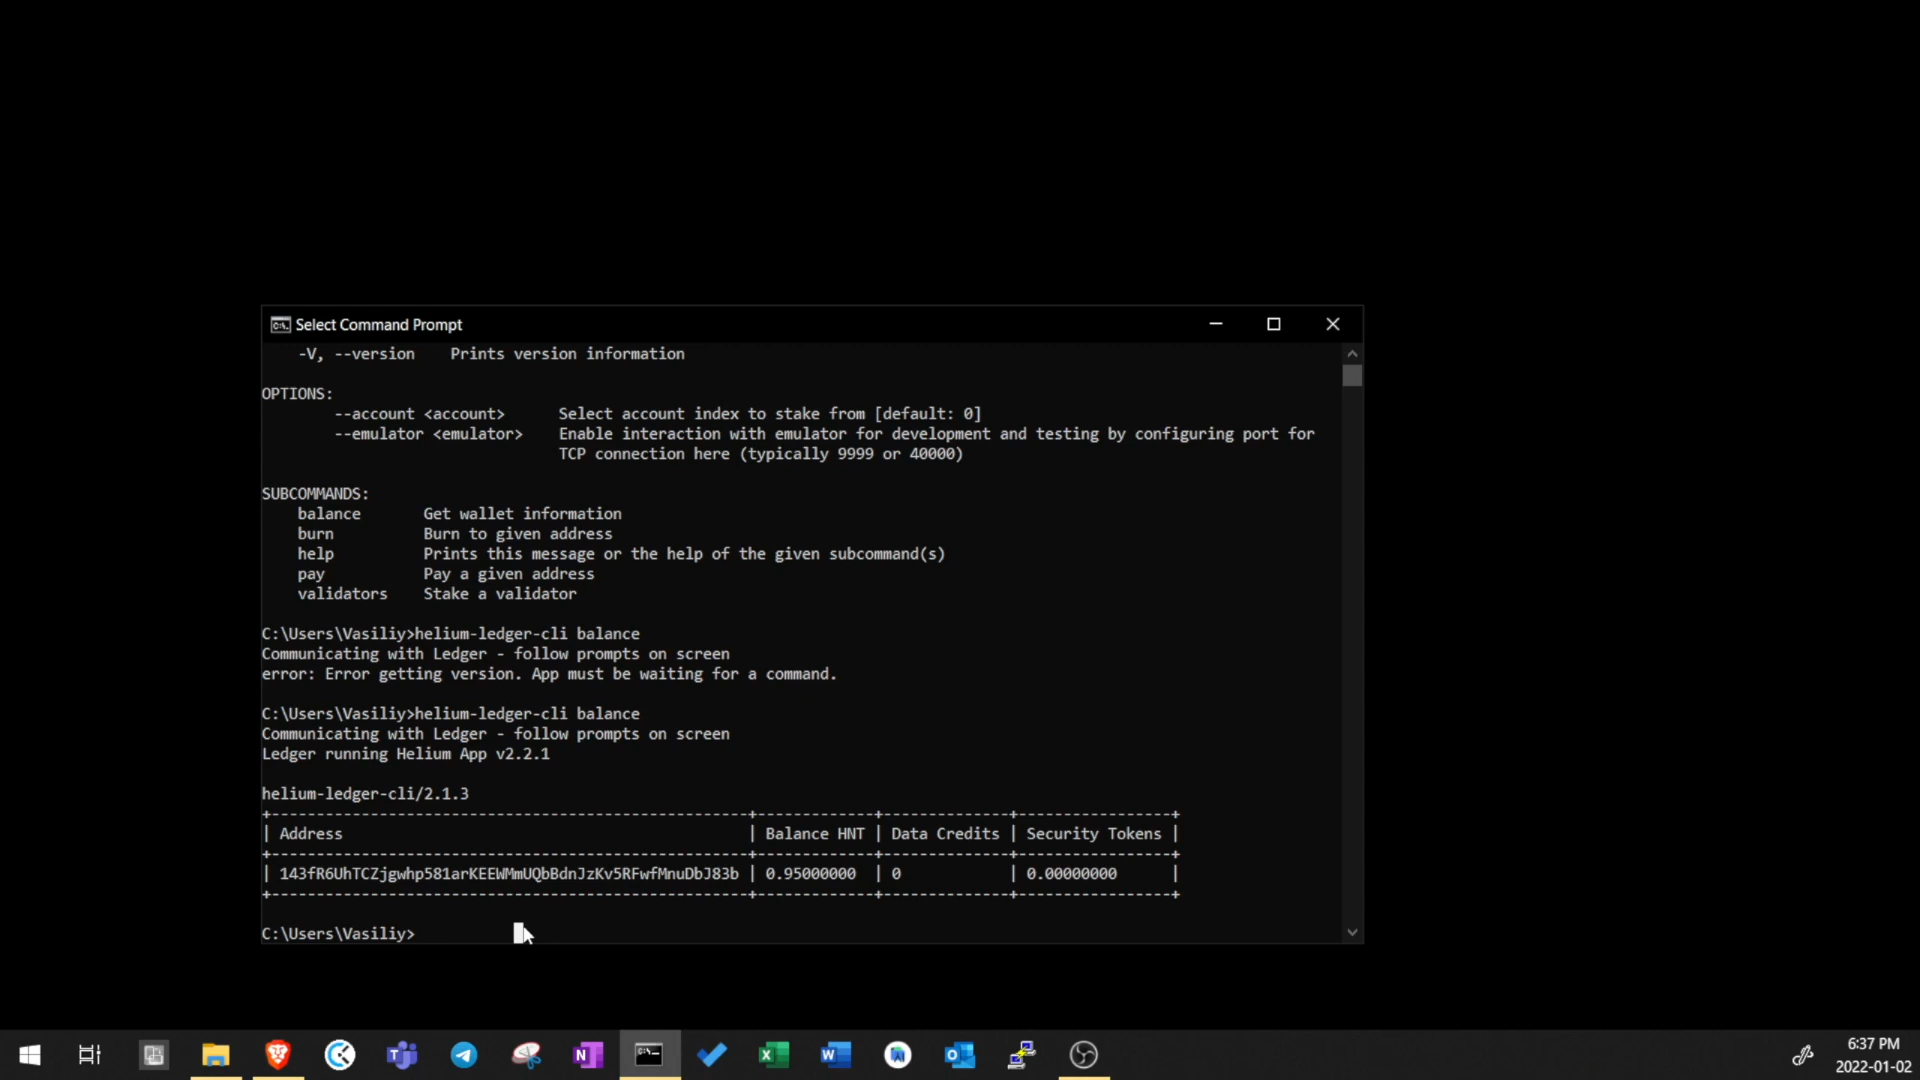 Select Command Prompt
-V, --version    Prints version information
OPTIONS:
--account <account>      Select account index to stake from [default: 0]
--emulator <emulator>    Enable interaction with emulator for development and testing by configuring port for
TCP connection here (typically 9999 or 40000)
SUBCOMMANDS:
balance       Get wallet information
burn          Burn to given address
help          Prints this message or the help of the given subcommand(s)
pay           Pay a given address
validators    Stake a validator
C:\Users\Vasiliy>helium-ledger-cli balance
Communicating with Ledger - follow prompts on screen
error: Error getting version. App must be waiting for a command.
C:\Users\Vasiliy>helium-ledger-cli balance
Communicating with Ledger - follow prompts on screen
Ledger running Helium App v2.2.1
helium-ledger-cli/2.1.3
| Address | Balance HNT | Data Credits | Security Tokens |
| 143fR6UhTCZjgwhp581arKEEWMmUQbBdnJzKv5RFwfMnuDbJ83b | 0.95000000 | 0 | 0.00000000 |
C:\Users\Vasiliy>
6:37 PM
2022-01-02